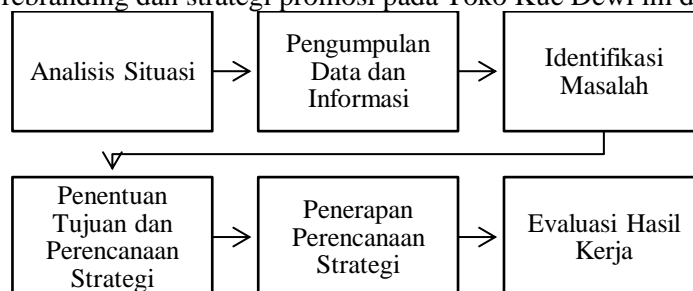 rebranding dan strategi promosi pada Toko Kue Dewi ini d
Analisis Situasi
Pengumpulan
Data dan
Informasi
Identifikasi
Masalah
Penentuan
Tujuan dan
Perencanaan
Strategi
Penerapan
Perencanaan
Strategi
Evaluasi Hasil
Kerja